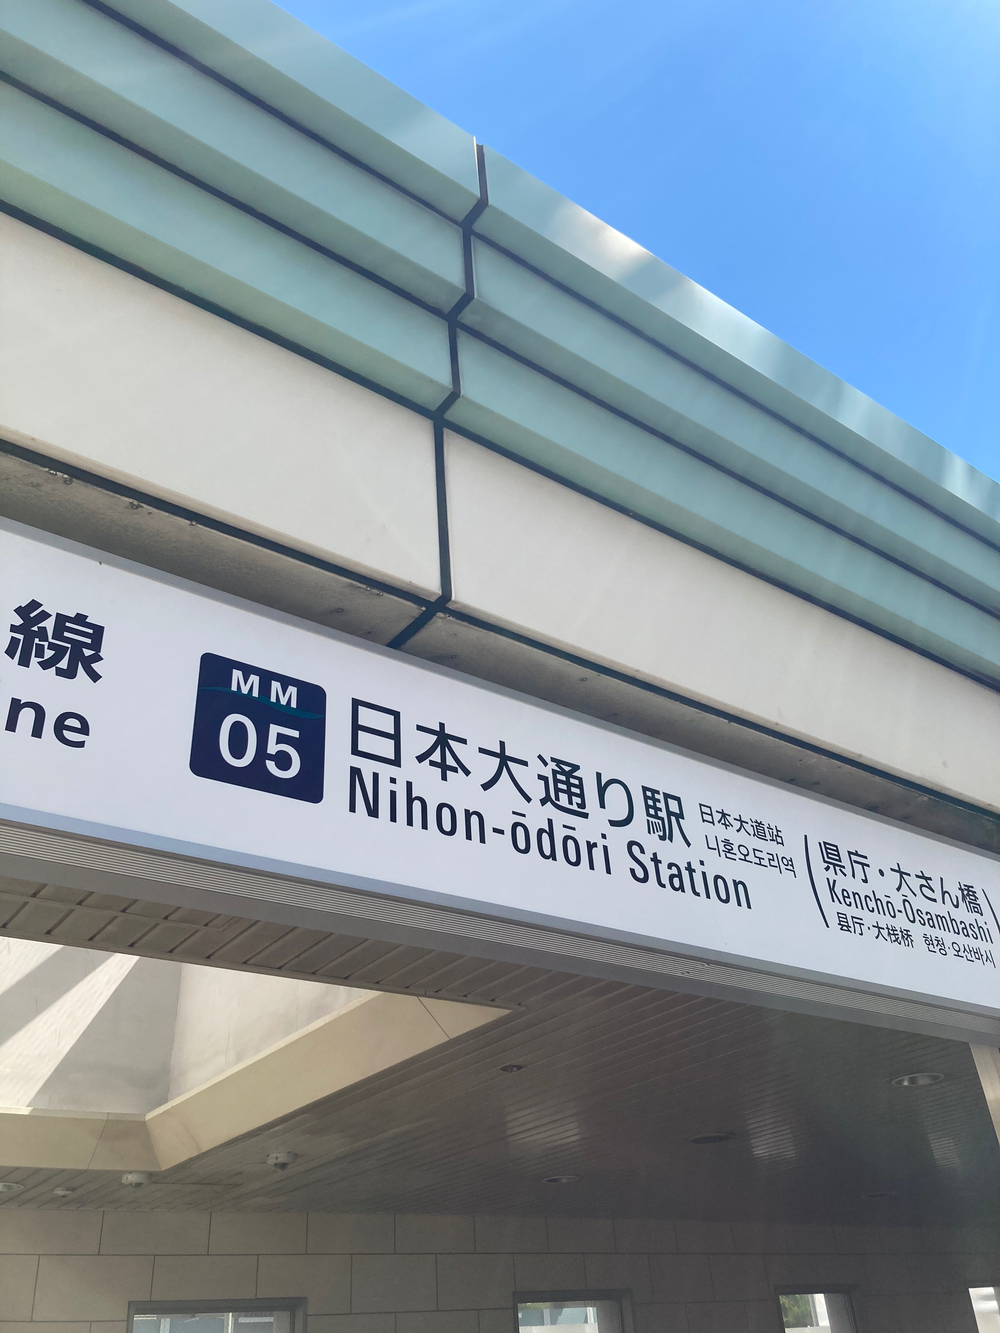 線
ne
MM
05
日本大通り駅
Nihon-ōdōri Station
日本大道站
니혼오도리역
(県庁・大さん橋)
Kenchō-Ōsambashi
县厅·大栈桥 현청·오산바시